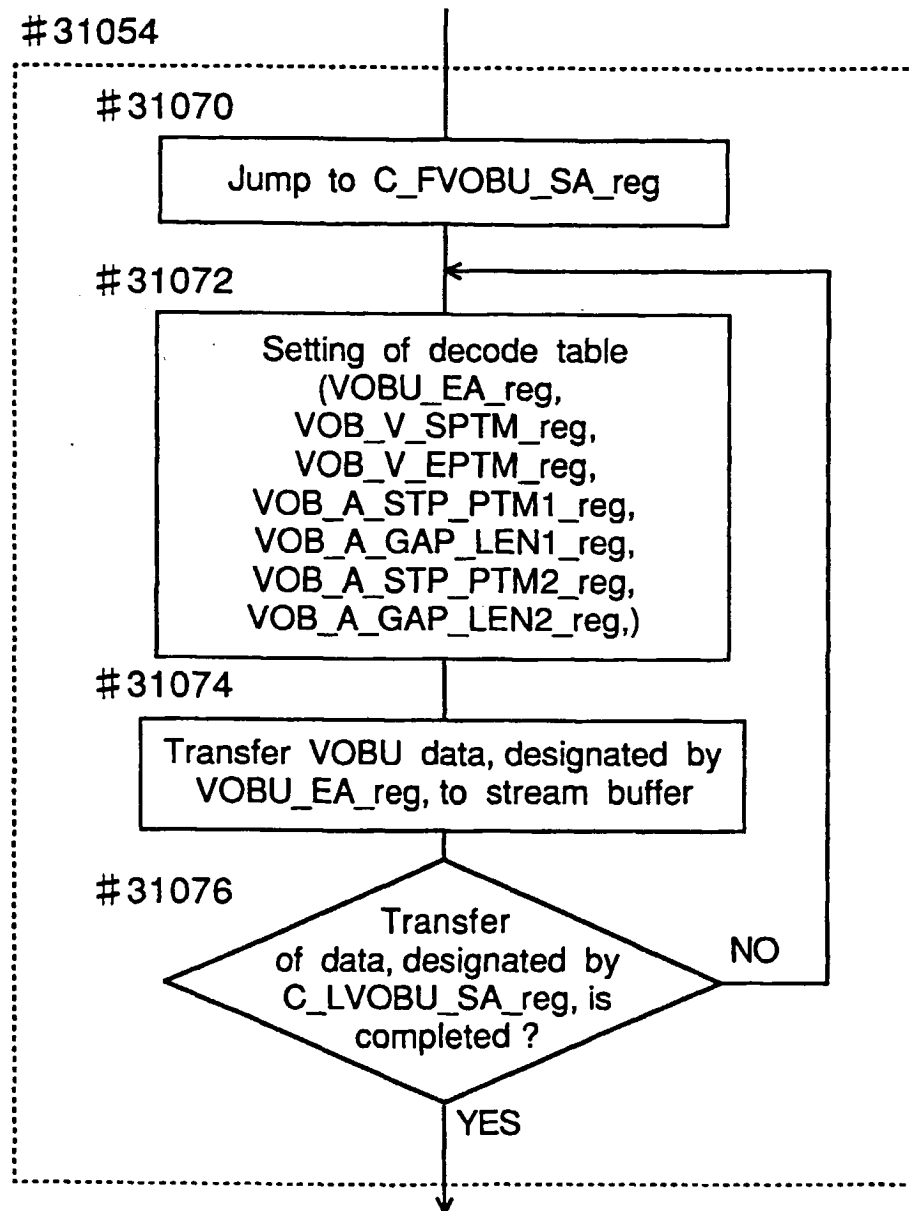 #31054
#31070
Jump to C_FVOBU_SA_reg
#31072
Setting of decode table
(VOBU_EA_reg,
VOB_V_SPTM_reg,
VOB_V_EPTM_reg,
VOB_A_STP_PTM1_reg,
VOB_A_GAP_LEN1_reg,
VOB_A_STP_PTM2_reg,
VOB_A_GAP_LEN2_reg,)
#31074
Transfer VOBU data, designated by
VOBU_EA_reg, to stream buffer
#31076
Transfer
of data, designated by
C_LVOBU_SA_reg, is
completed ?
NO
YES